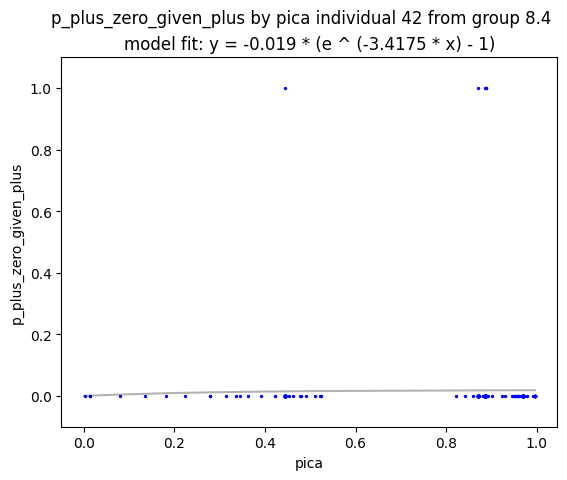 p_plus_zero_given_plus by pica individual 42 from group 8.4
model fit: y = -0.019 * (e ^ (-3.4175 * x) - 1)
1.0
0.8
0.6
0.4
0.2
0.0
p_plus_zero_given_plus
0.0 0.2 0.4 0.6 0.8 1.0
pica